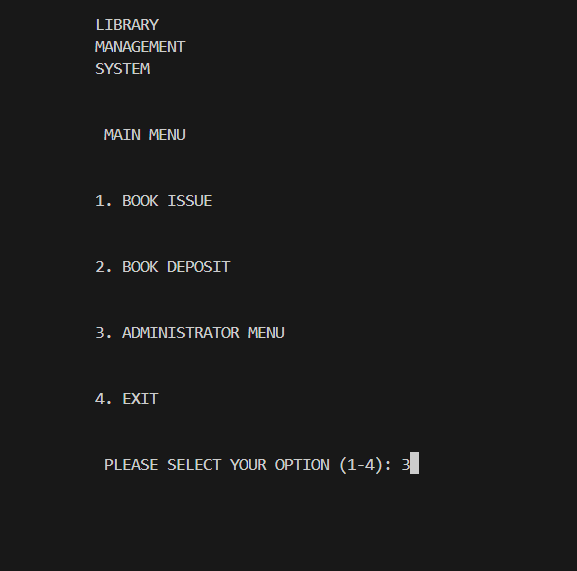 LIBRARY
MANAGEMENT
SYSTEM
MAIN MENU
1. BOOK ISSUE
2. BOOK DEPOSIT
3. ADMINISTRATOR MENU
4. EXIT
PLEASE SELECT YOUR OPTION (1-4): 3